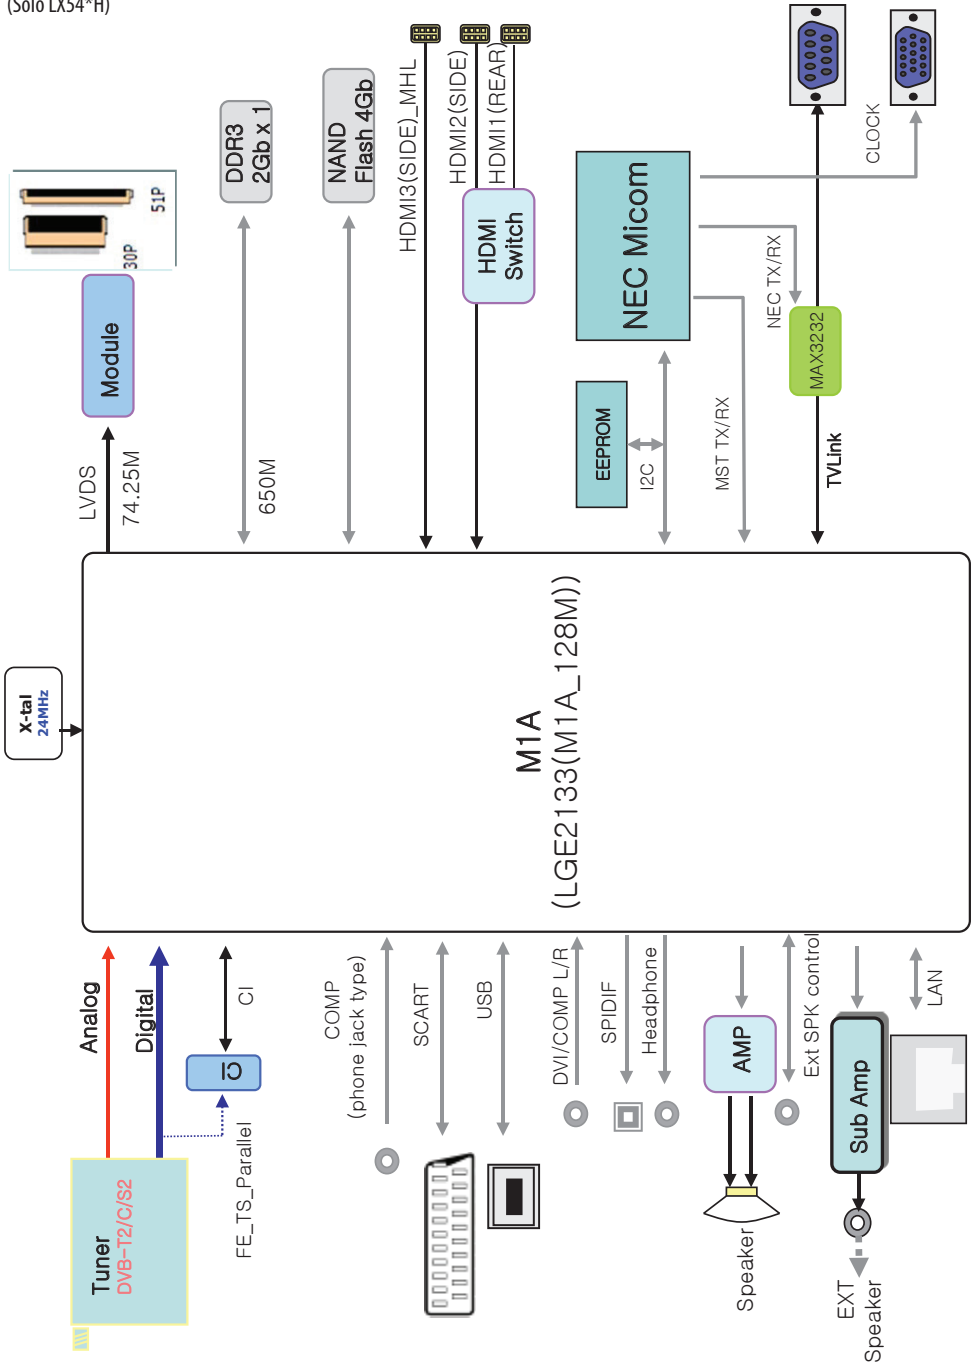 (Solo LX54*H)
X-tal
24MHz
M1A
(LGE2133(M1A_128M))
Tuner
DVB-T2/C/S2
Analog
Digital
FE_TS_Parallel
CI
CI
COMP
(phone jack type)
SCART
USB
DVI/COMP L/R
SPIDIF
Headphone
AMP
Speaker
Ext SPK control
Sub Amp
EXT
Speaker
LAN
LVDS
74.25M
Module
30P
51P
DDR3
2Gb x 1
650M
NAND
Flash 4Gb
HDMI3(SIDE)_MHL
HDMI2(SIDE)
HDMI1(REAR)
HDMI
Switch
EEPROM
I2C
NEC Micom
MST TX/RX
NEC TX/RX
MAX3232
TVLink
CLOCK